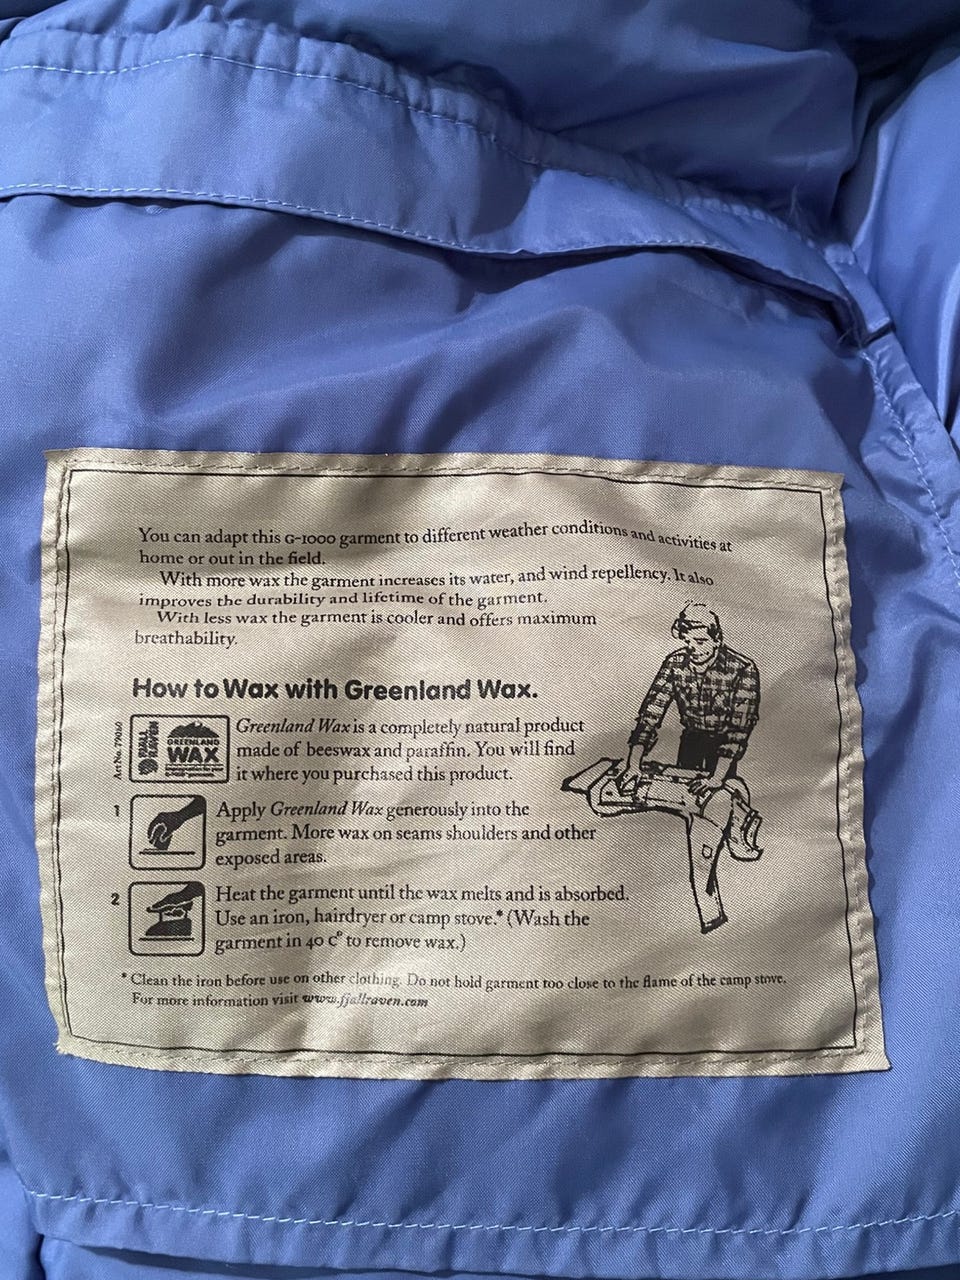 You can adapt this G-1000 garment to different weather conditions and activities at
home or out in the field.
With more wax the garment increases its water, and wind repellency. It also
improves the durability and lifetime of the garment.
With less wax the garment is cooler and offers maximum
breathability.
How to Wax with Greenland Wax.
Art No. 79060
FJÄLL
RÄVEN
GREENLAND
WAX
Greenland Wax is a completely natural product
made of beeswax and paraffin. You will find
it where you purchased this product.
1
Apply Greenland Wax generously into the
garment. More wax on seams shoulders and other
exposed areas.
2
Heat the garment until the wax melts and is absorbed.
Use an iron, hairdryer or camp stove.* (Wash the
garment in 40 c° to remove wax.)
* Clean the iron before use on other clothing. Do not hold garment too close to the flame of the camp stove.
For more information visit www.fjallraven.com